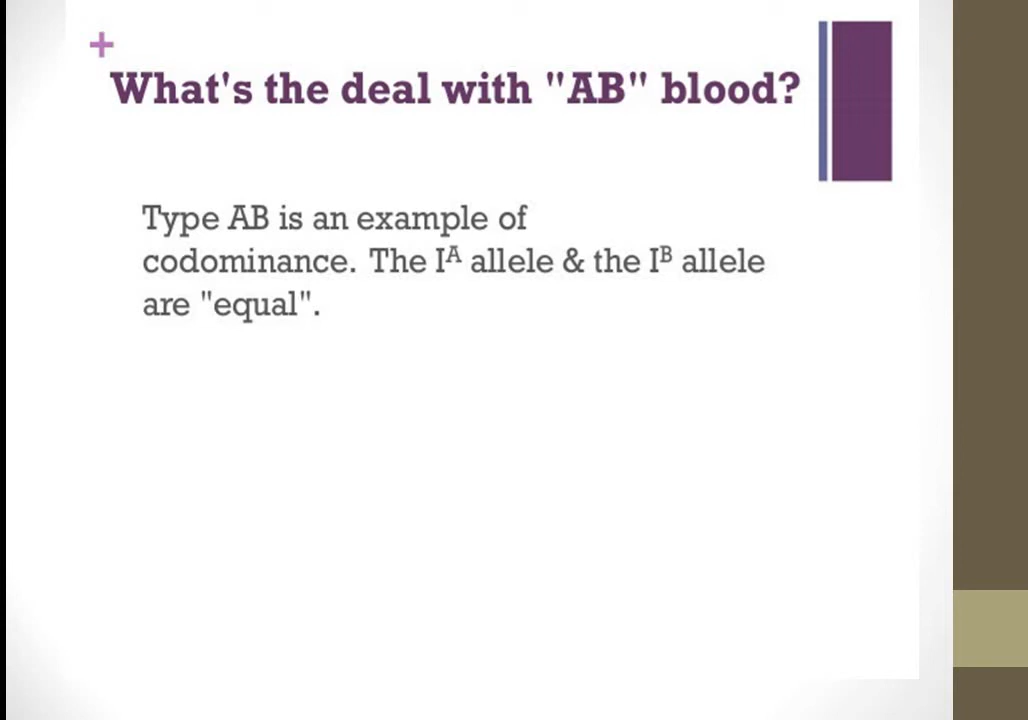 +
What's the deal with "AB" blood?
Type AB is an example of
codominance. The Iᴬ allele & the Iᴮ allele
are "equal".